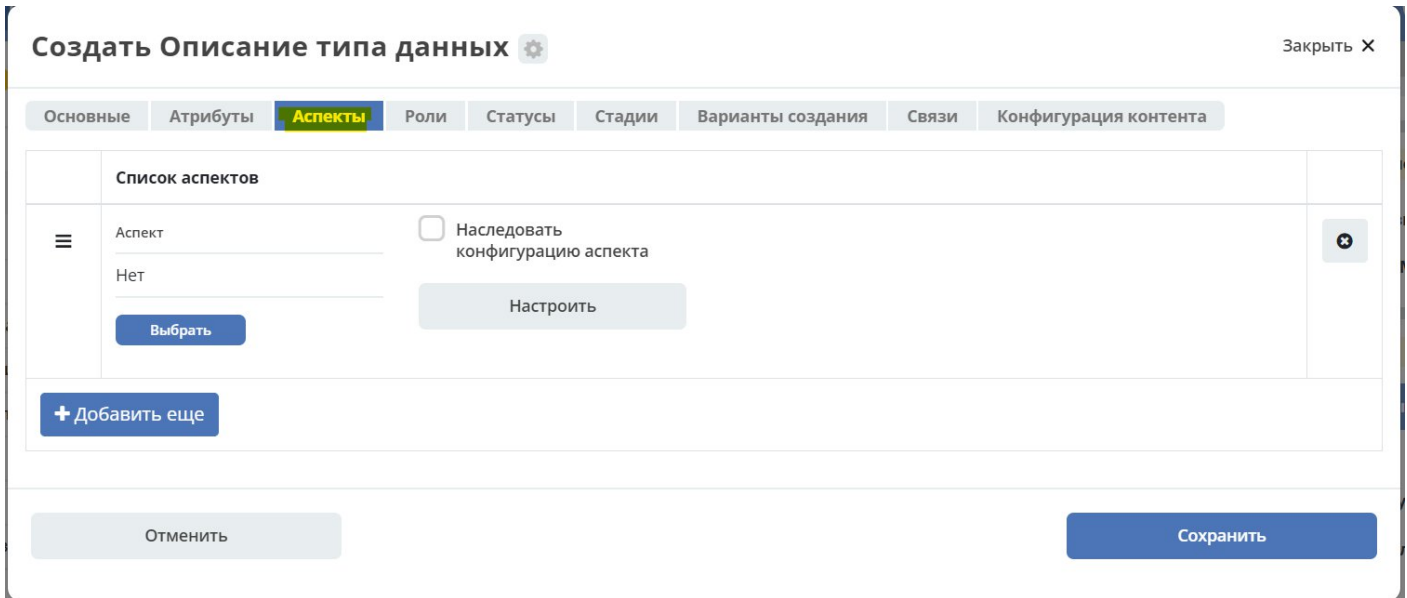 Создать Описание типа данных
Закрыть
Основные Атрибуты Аспекты Роли Статусы Стадии Варианты создания Связи Конфигурация контента
Список аспектов
Аспект
Наследовать
конфигурацию аспекта
Нет
Настроить
Выбрать
Добавить еще
Отменить
Сохранить